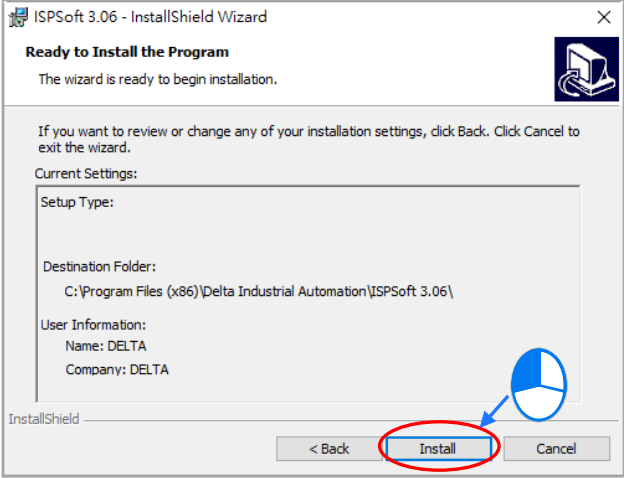 ISPSoft 3.06 - InstallShield Wizard
Ready to Install the Program
The wizard is ready to begin installation.
If you want to review or change any of your installation settings, click Back. Click Cancel to
exit the wizard.
Current Settings:
Setup Type:
Destination Folder:
C:\Program Files (x86)\Delta Industrial Automation\ISPSoft 3.06\
User Information:
Name: DELTA
Company: DELTA
InstallShield
< Back
Install
Cancel